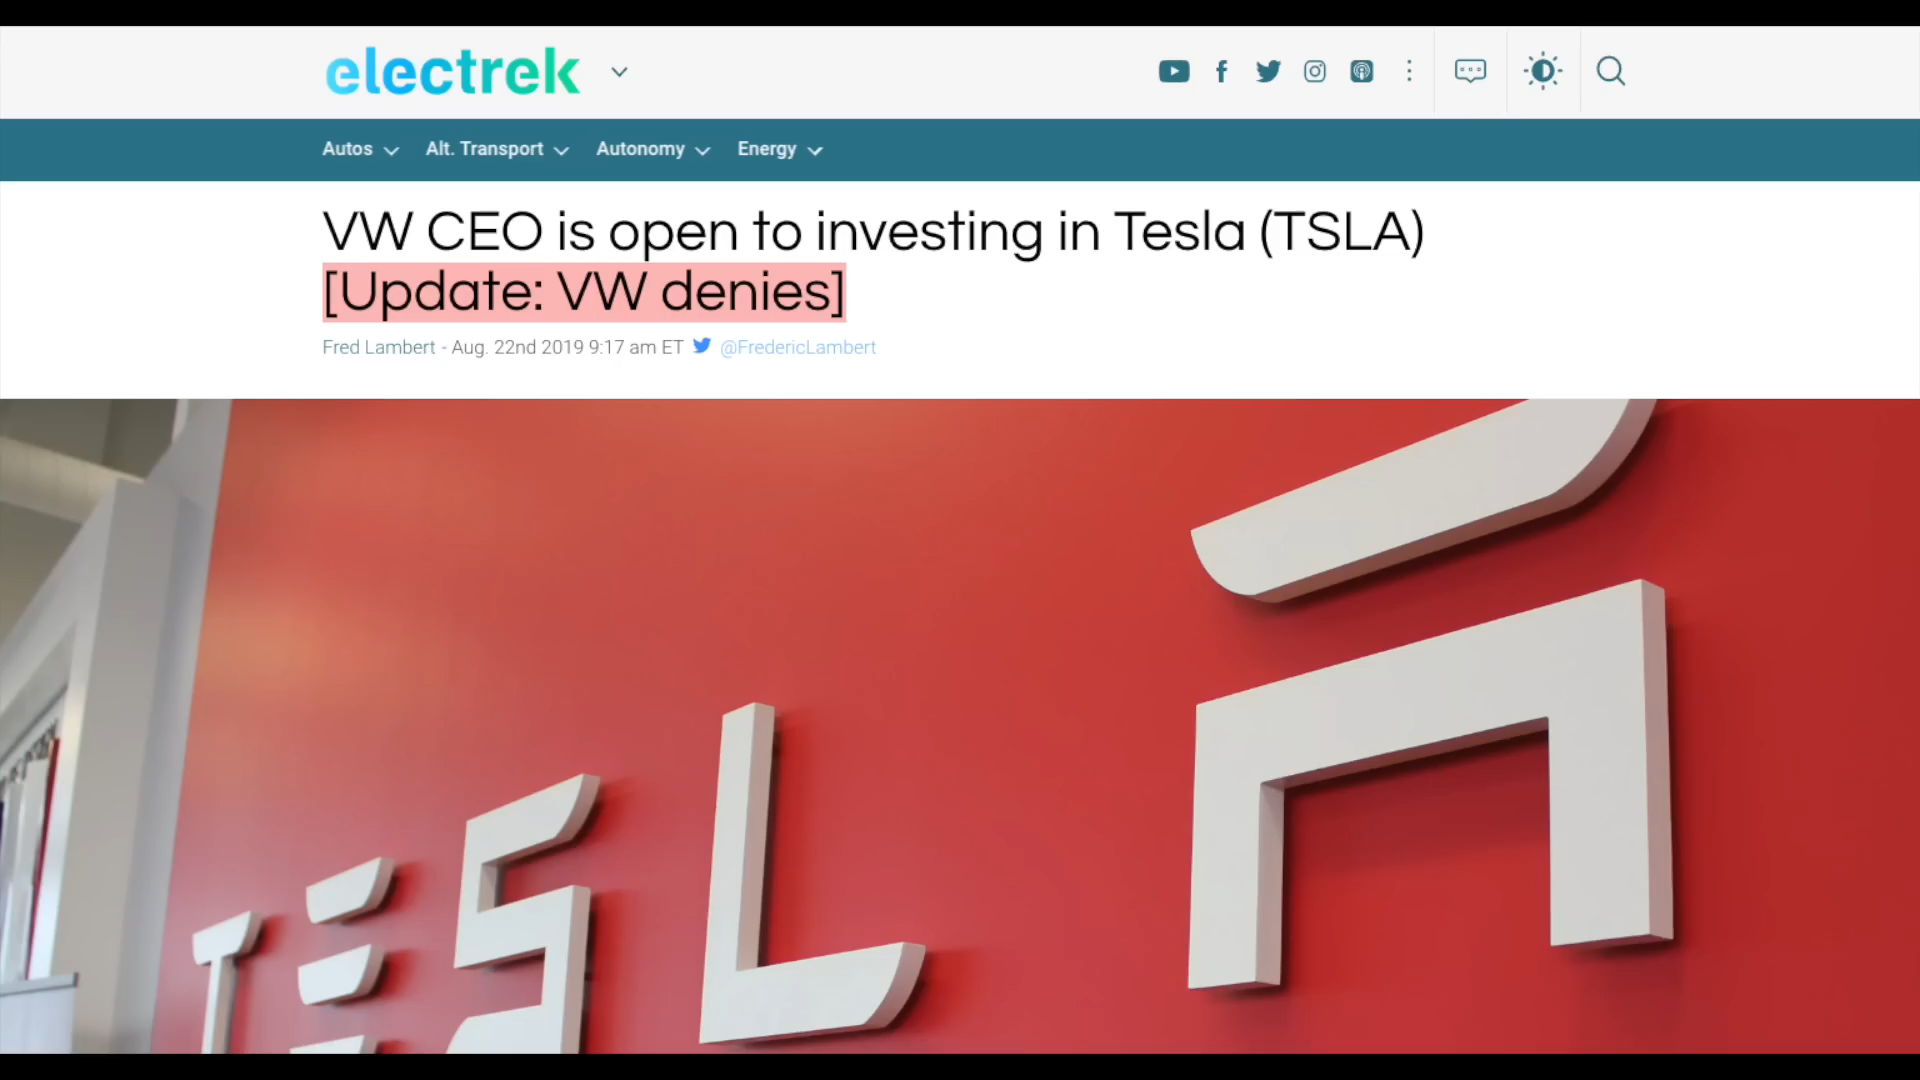 electrek
Autos Alt. Transport Autonomy Energy
VW CEO is open to investing in Tesla (TSLA)
[Update: VW denies]
Fred Lambert - Aug. 22nd 2019 9:17 am ET @FredericLambert
TESLA